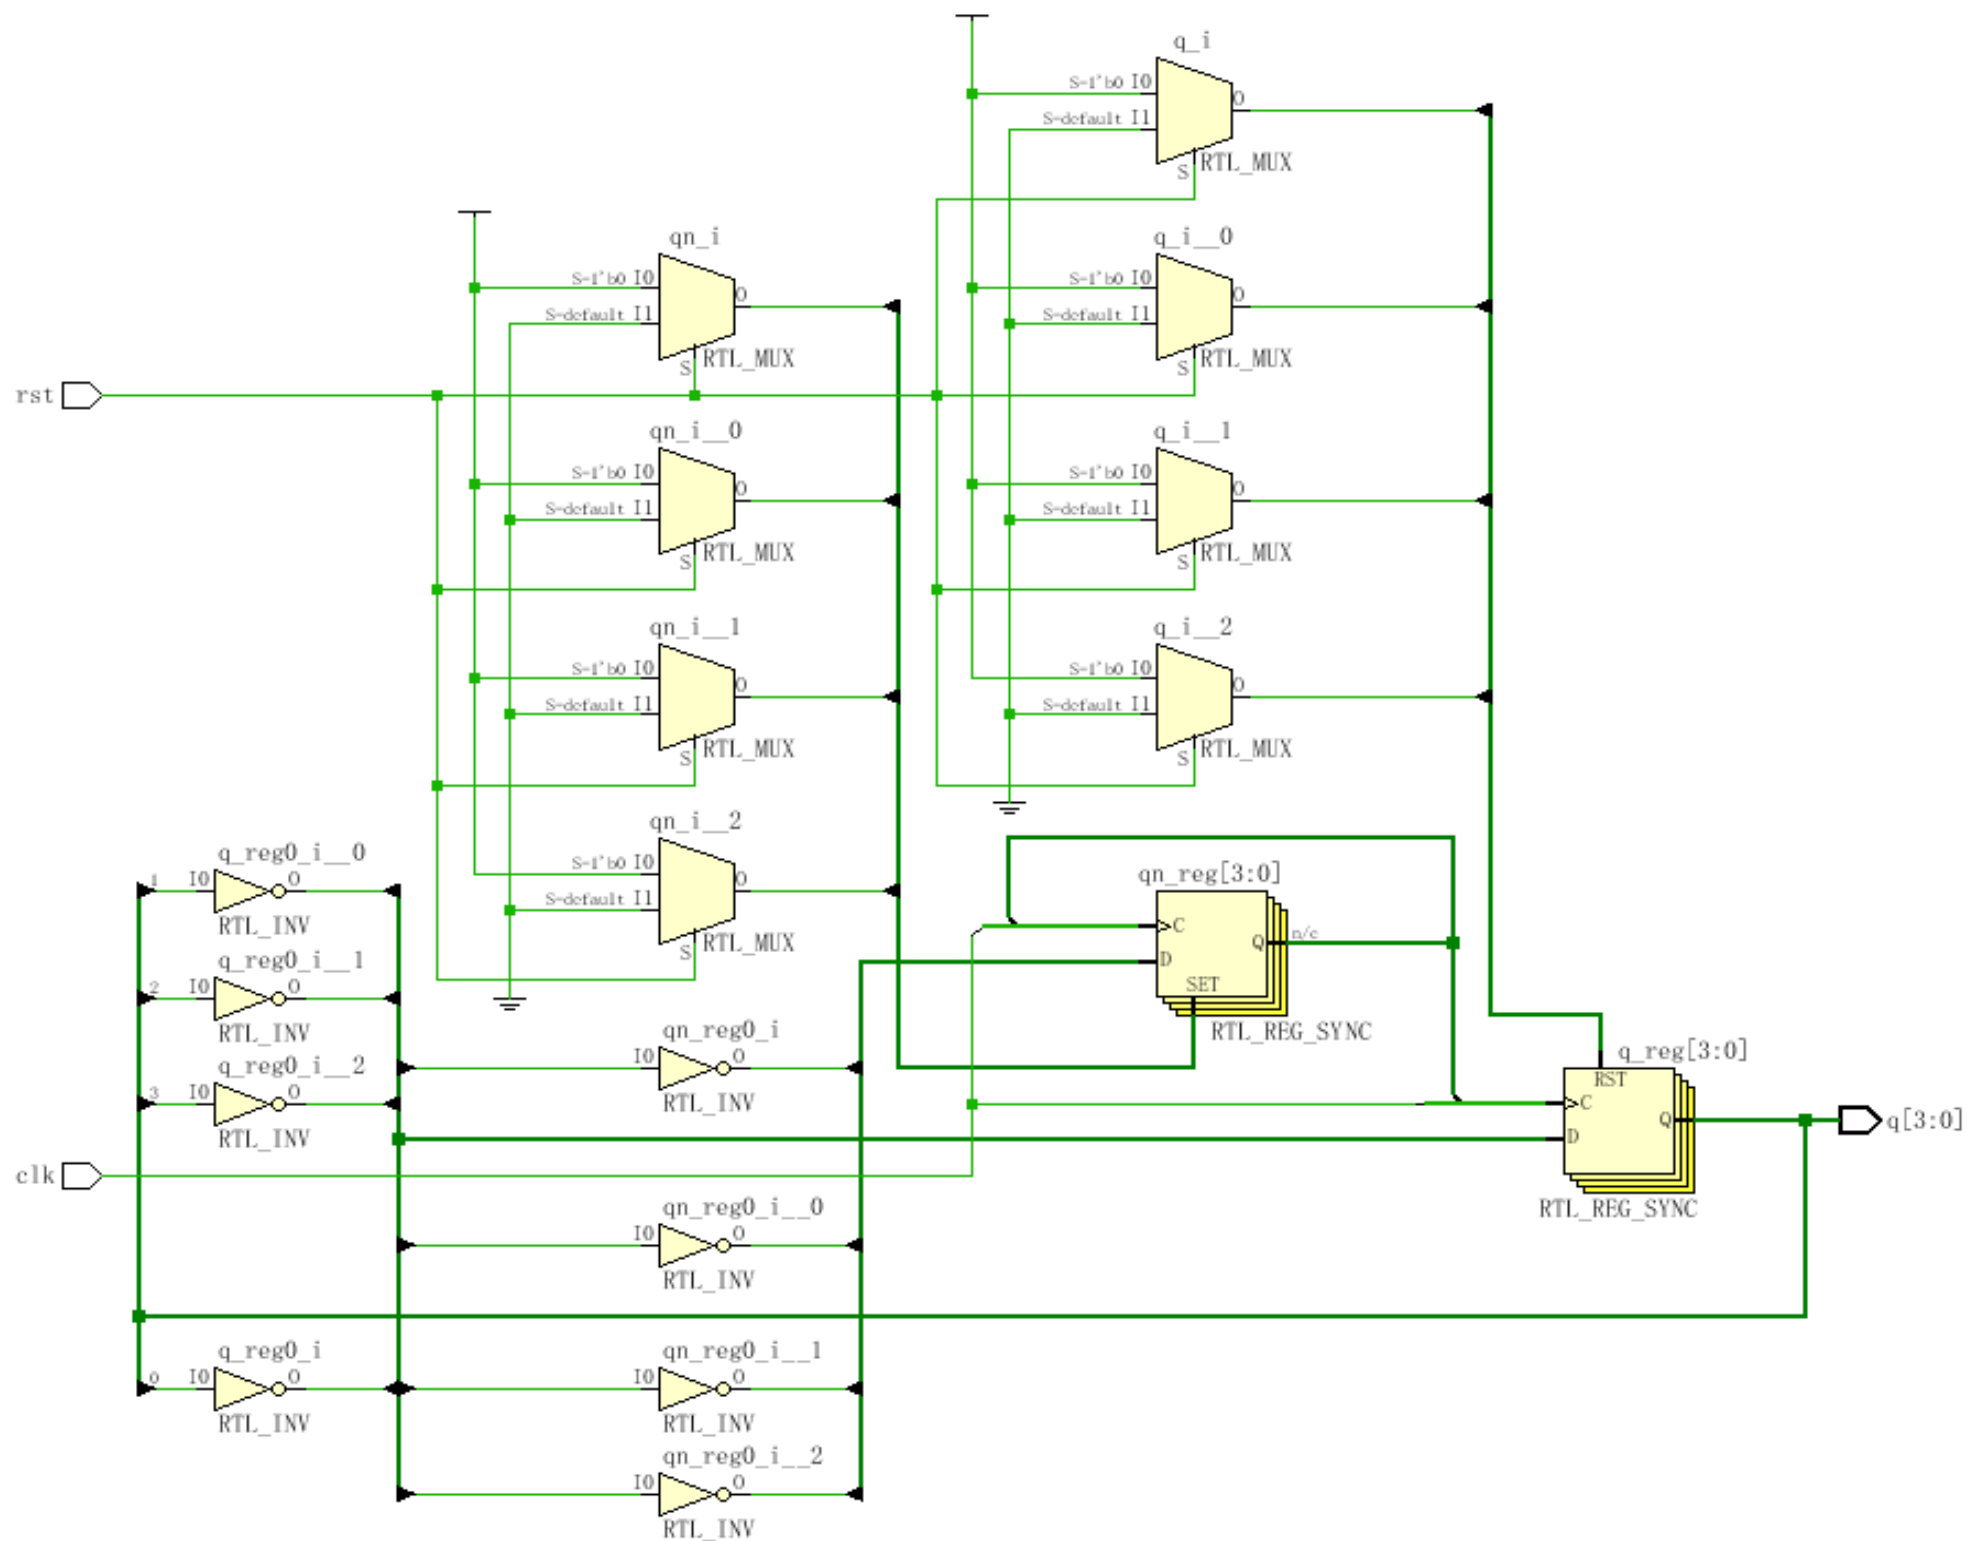 q_i
S=1'b0 I0
O
S=default I1
S
RTL_MUX
qn_i
S=1'b0 I0
O
S=default I1
S
RTL_MUX
q_i__0
S=1'b0 I0
O
S=default I1
S
RTL_MUX
rst
qn_i__0
S=1'b0 I0
O
S=default I1
S
RTL_MUX
q_i__1
S=1'b0 I0
O
S=default I1
S
RTL_MUX
qn_i__1
S=1'b0 I0
O
S=default I1
S
RTL_MUX
q_i__2
S=1'b0 I0
O
S=default I1
S
RTL_MUX
qn_i__2
S=1'b0 I0
O
S=default I1
S
RTL_MUX
q_reg0_i__0
1
I0
O
RTL_INV
q_reg0_i__1
2
I0
O
RTL_INV
q_reg0_i__2
3
I0
O
RTL_INV
qn_reg[3:0]
C
Q
n/c
D
SET
RTL_REG_SYNC
qn_reg0_i
I0
O
RTL_INV
q_reg[3:0]
RST
C
Q
D
RTL_REG_SYNC
q[3:0]
clk
qn_reg0_i__0
I0
O
RTL_INV
q_reg0_i
0
I0
O
RTL_INV
qn_reg0_i__1
I0
O
RTL_INV
qn_reg0_i__2
I0
O
RTL_INV